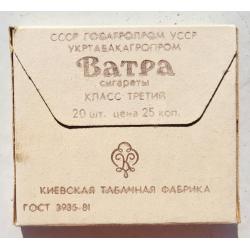 СССР ГОСАГРОПРОМ УССР
УКРТАБАКАГРОПРОМ
Ватра
сигареты
КЛАСС ТРЕТИЙ
20 шт. цена 25 коп.
КИЕВСКАЯ ТАБАЧНАЯ ФАБРИКА
ГОСТ 3935-81